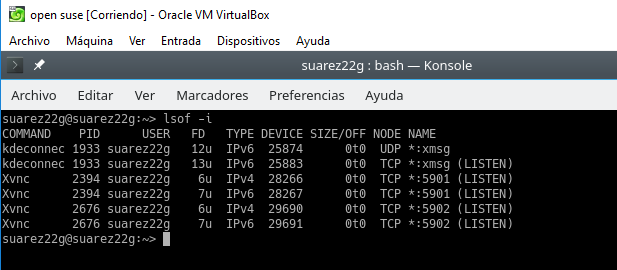 open suse [Corriendo] - Oracle VM VirtualBox
Archivo Máquina Ver Entrada Dispositivos Ayuda
suarez22g : bash — Konsole
Archivo Editar Ver Marcadores Preferencias Ayuda
suarez22g@suarez22g:~> lsof -i
COMMAND PID USER FD TYPE DEVICE SIZE/OFF NODE NAME
kdeconnec 1933 suarez22g 12u IPv6 25874 0t0 UDP *:xmsg
kdeconnec 1933 suarez22g 13u IPv6 25883 0t0 TCP *:xmsg (LISTEN)
Xvnc 2394 suarez22g 6u IPv4 28266 0t0 TCP *:5901 (LISTEN)
Xvnc 2394 suarez22g 7u IPv6 28267 0t0 TCP *:5901 (LISTEN)
Xvnc 2676 suarez22g 6u IPv4 29690 0t0 TCP *:5902 (LISTEN)
Xvnc 2676 suarez22g 7u IPv6 29691 0t0 TCP *:5902 (LISTEN)
suarez22g@suarez22g:~>